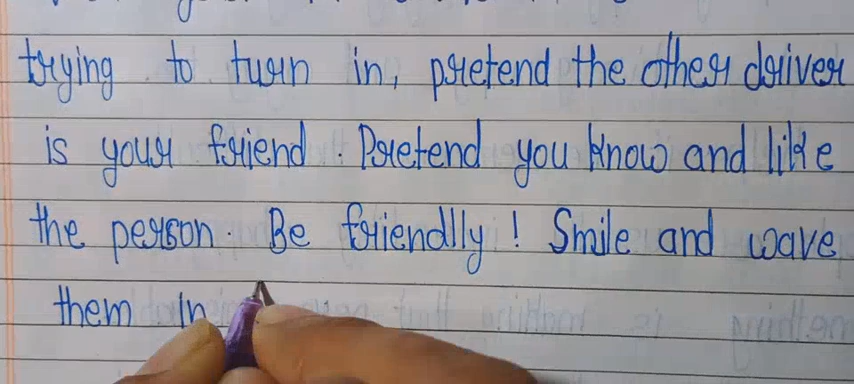 trying to turn in, pretend the other driver
is your friend. Pretend you know and like
the person. Be friendlly! Smile and wave
them In